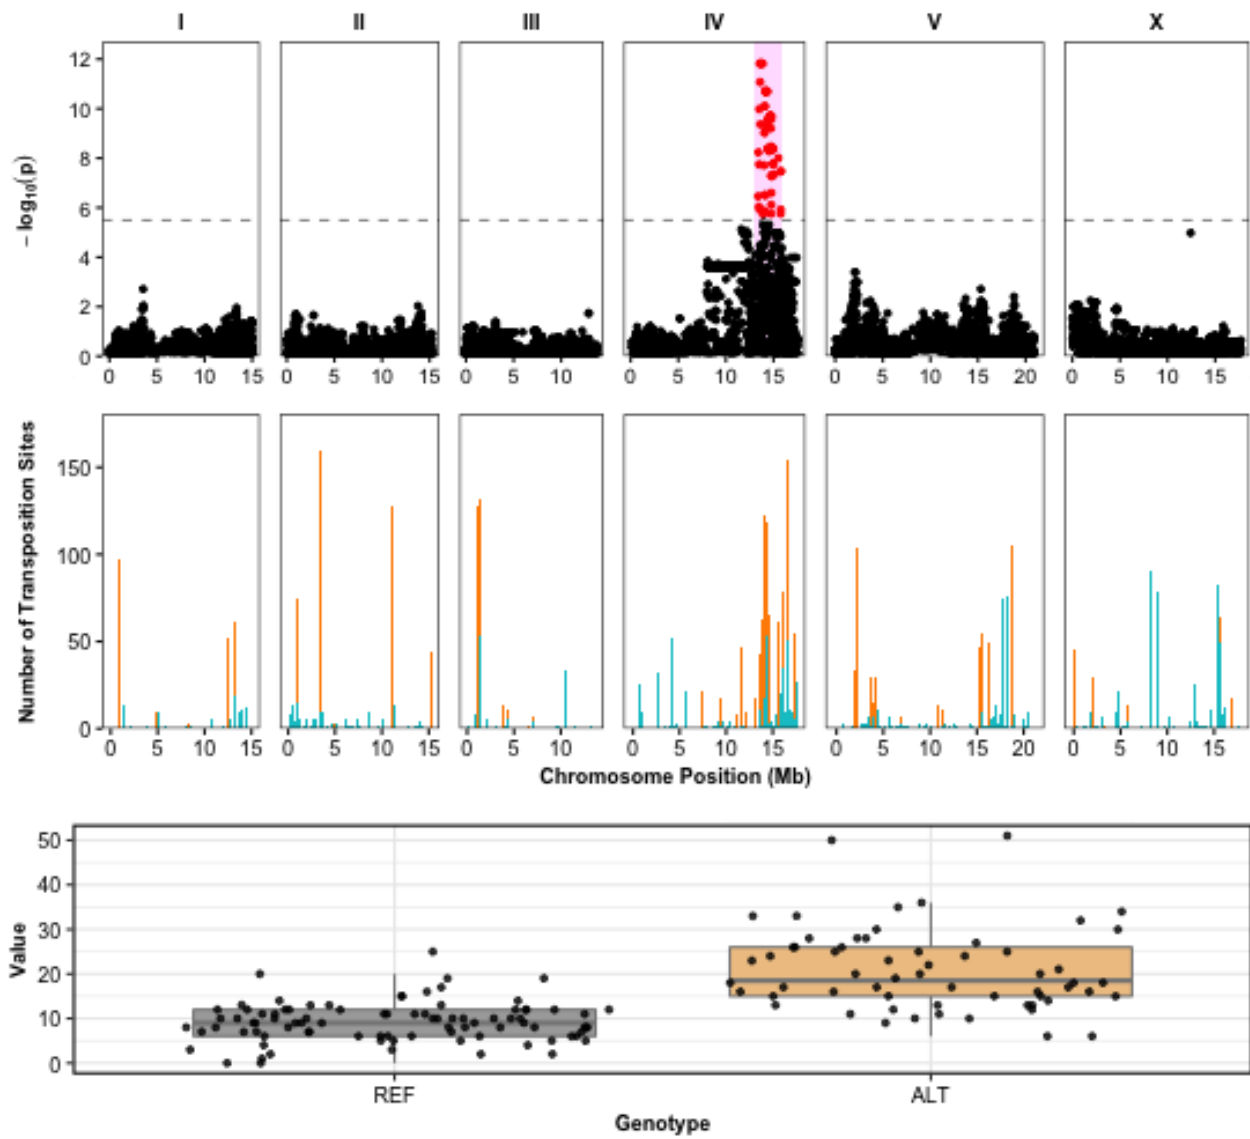 I II III IV V X
12
10
8
6
4
2
0
− log10(p)
0 5 10 15 0 5 10 15 0 5 10 0 5 10 15 0 5 10 15 20 0 5 10 15
150
100
50
0
Number of Transposition Sites
0 5 10 15 0 5 10 15 0 5 10 0 5 10 15 0 5 10 15 20 0 5 10 15
Chromosome Position (Mb)
50
40
30
20
10
0
Value
REF ALT
Genotype